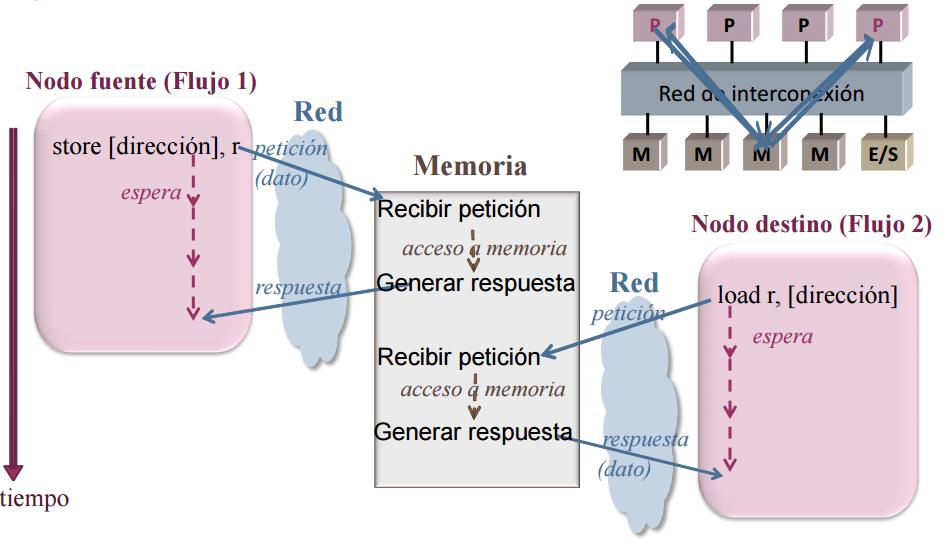 P P P P
Red de interconexión
M M M M E/S
Nodo fuente (Flujo 1)
Red
store [dirección], r
petición
(dato)
espera
respuesta
Memoria
Recibir petición
acceso a memoria
Generar respuesta
Recibir petición
acceso a memoria
Generar respuesta
Nodo destino (Flujo 2)
Red
load r, [dirección]
petición
espera
respuesta
(dato)
tiempo